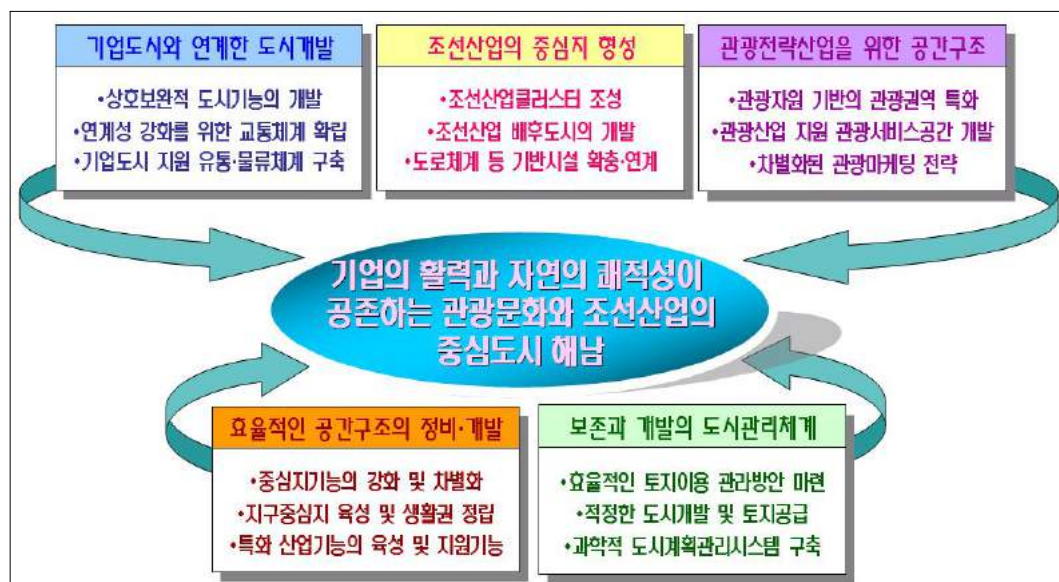 기업도시와 연계한 도시개발
•상호보완적 도시기능의 개발
•연계성 강화를 위한 교통체계 확립
•기업도시 지원 유통·물류체계 구축
조선산업의 중심지 형성
•조선산업클러스터 조성
•조선산업 배후도시의 개발
•도로체계 등 기반시설 확충·연계
관광전략산업을 위한 공간구조
•관광자원 기반의 관광권역 특화
•관광산업 지원 관광서비스공간 개발
•차별화된 관광마케팅 전략
기업의 활력과 자연의 쾌적성이
공존하는 관광문화와 조선산업의
중심도시 해남
효율적인 공간구조의 정비·개발
•중심지기능의 강화 및 차별화
•지구중심지 육성 및 생활권 정립
•특화 산업기능의 육성 및 지원기능
보존과 개발의 도시관리체계
•효율적인 토지이용 관라방안 마련
•적정한 도시개발 및 토지공급
•과학적 도시계획관리시스템 구축